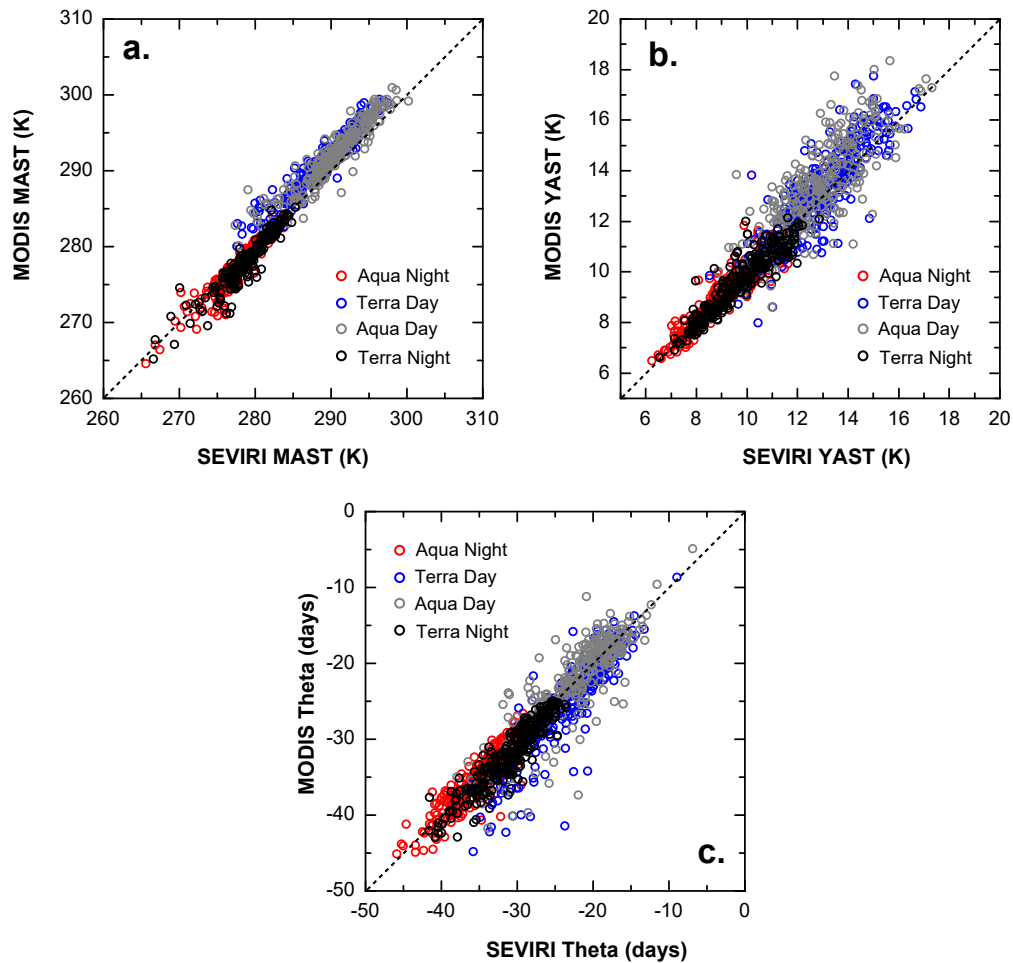 a.
310
300
290
280
270
260
MODIS MAST (K)
260 270 280 290 300 310
SEVIRI MAST (K)
Aqua Night
Terra Day
Aqua Day
Terra Night
b.
20
18
16
14
12
10
8
6
MODIS YAST (K)
6 8 10 12 14 16 18 20
SEVIRI YAST (K)
Aqua Night
Terra Day
Aqua Day
Terra Night
0
-10
-20
-30
-40
-50
MODIS Theta (days)
Aqua Night
Terra Day
Aqua Day
Terra Night
c.
-50 -40 -30 -20 -10 0
SEVIRI Theta (days)